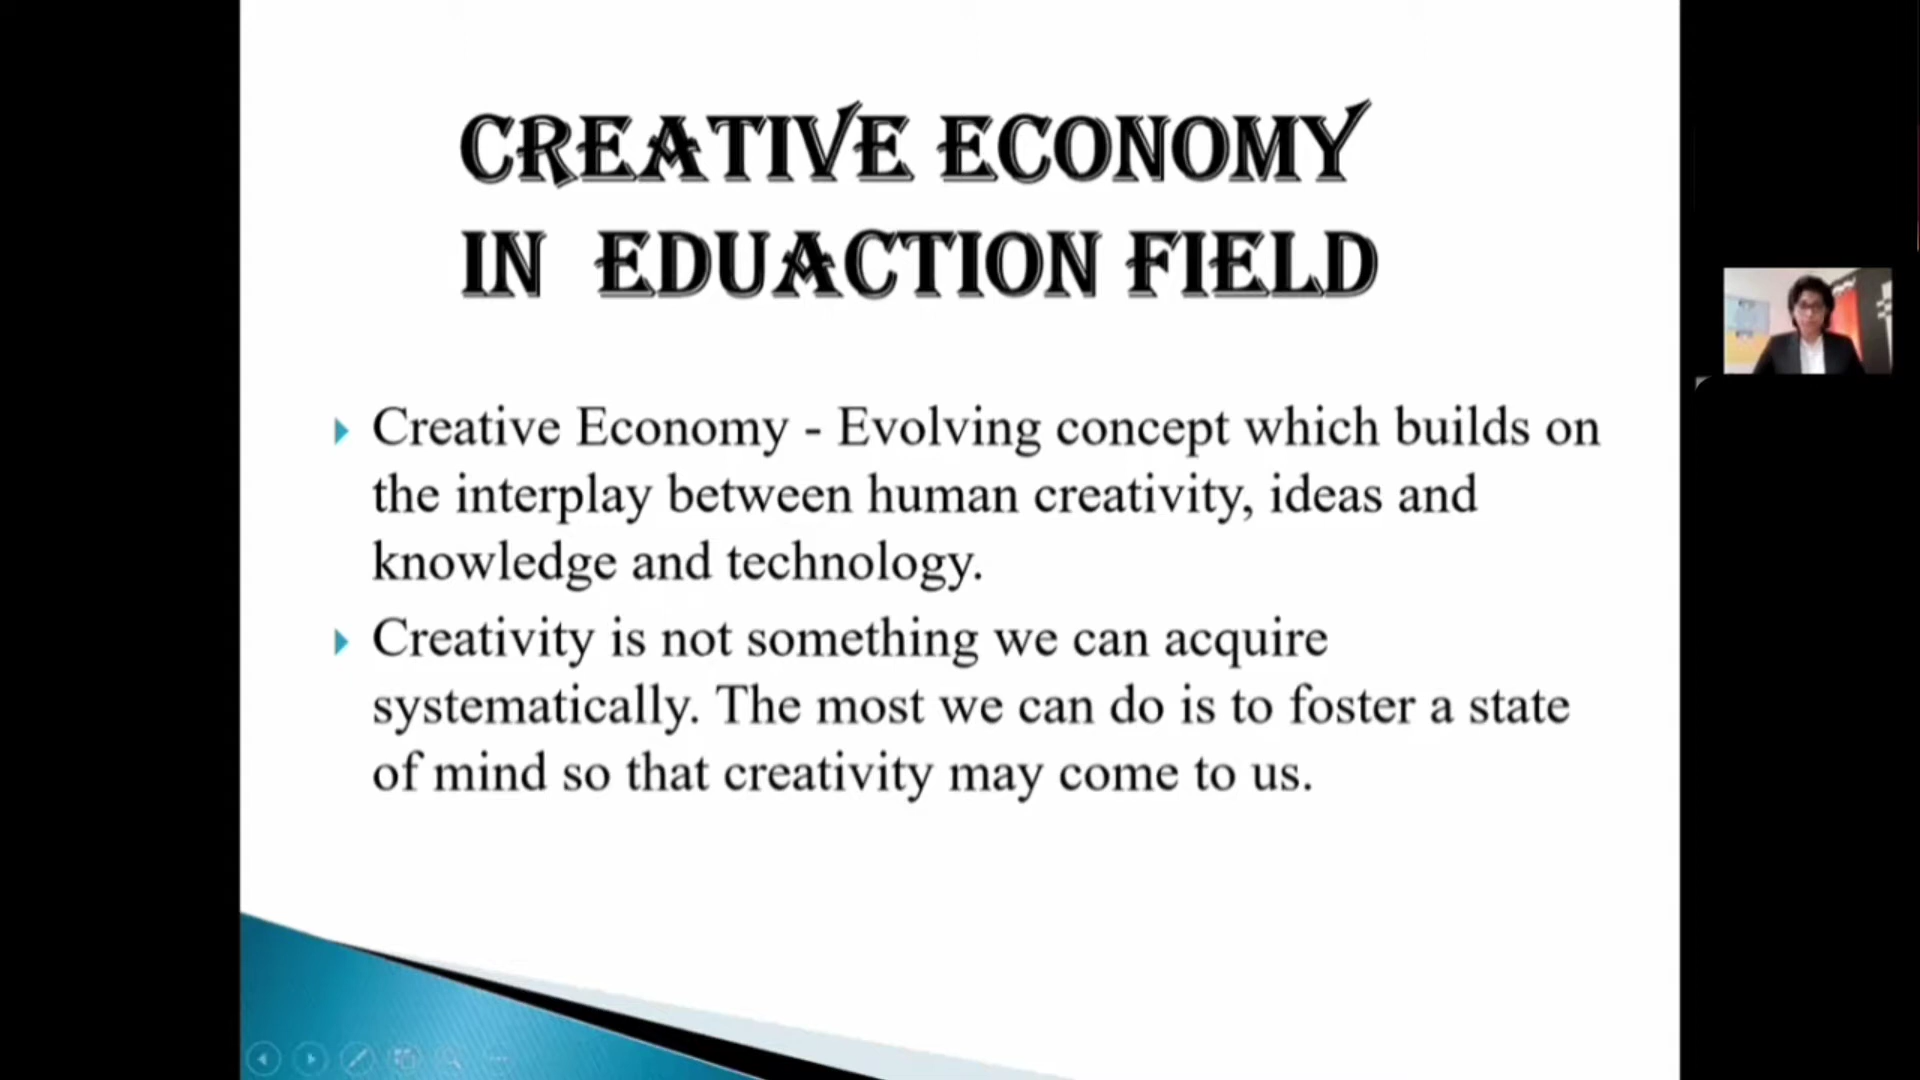 CREATIVE ECONOMY
IN EDUACTION FIELD
Creative Economy - Evolving concept which builds on
the interplay between human creativity, ideas and
knowledge and technology.
Creativity is not something we can acquire
systematically. The most we can do is to foster a state
of mind so that creativity may come to us.